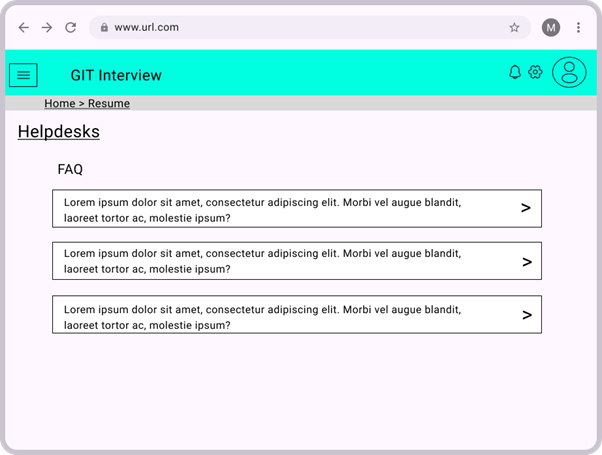 www.url.com
M
GIT Interview
Home > Resume
Helpdesks
FAQ
Lorem ipsum dolor sit amet, consectetur adipiscing elit. Morbi vel augue blandit,
laoreet tortor ac, molestie ipsum?
>
Lorem ipsum dolor sit amet, consectetur adipiscing elit. Morbi vel augue blandit,
laoreet tortor ac, molestie ipsum?
>
Lorem ipsum dolor sit amet, consectetur adipiscing elit. Morbi vel augue blandit,
laoreet tortor ac, molestie ipsum?
>